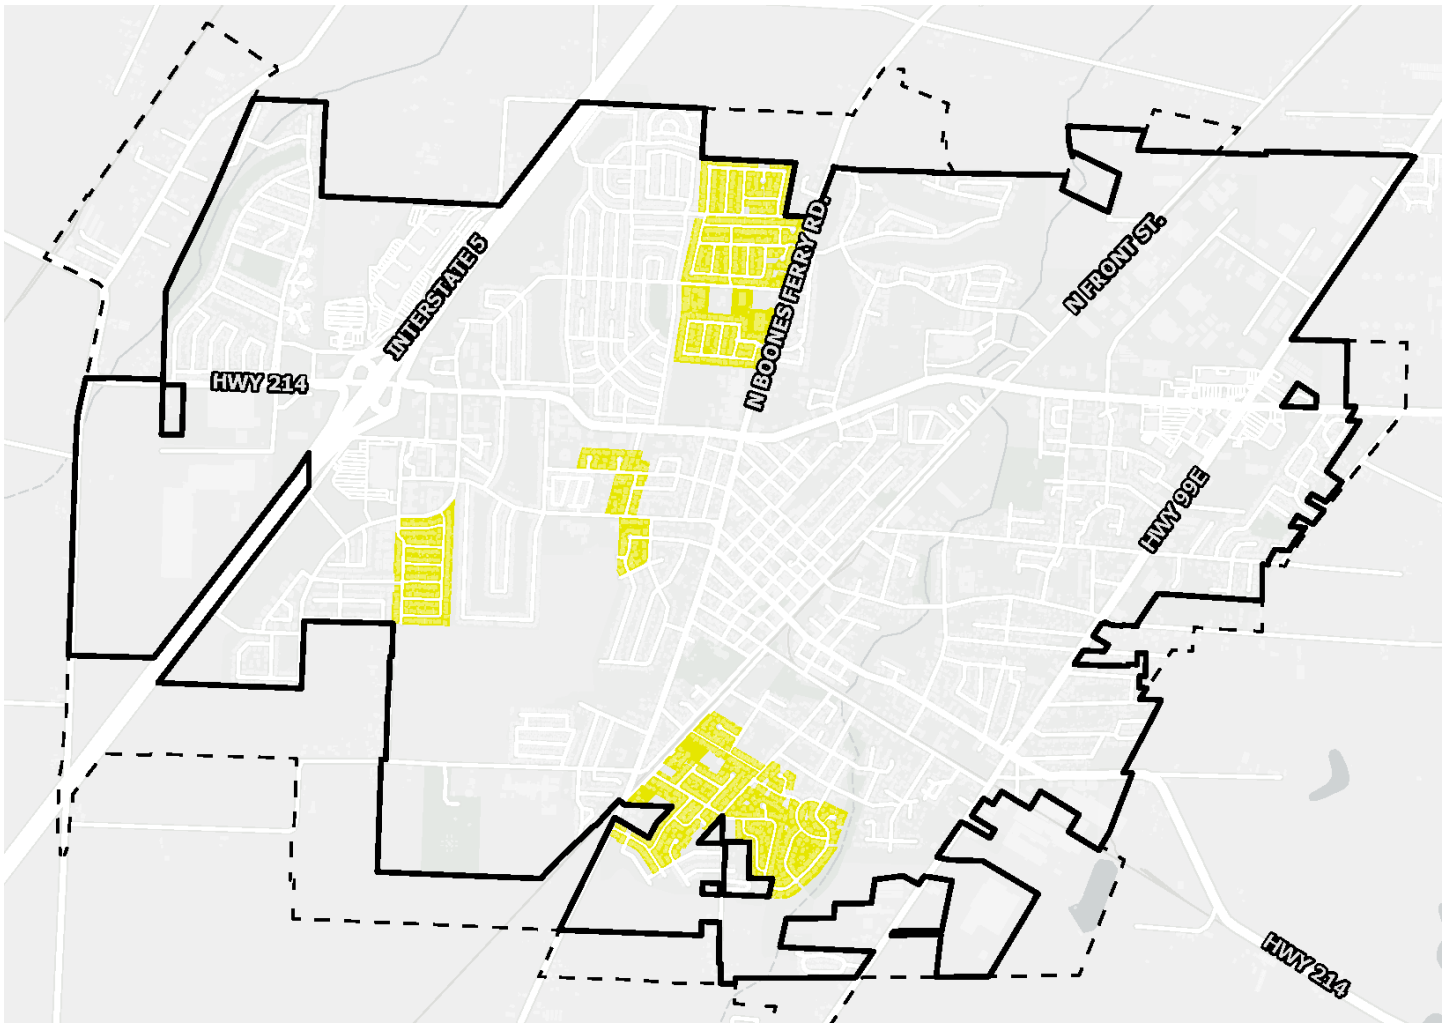 N BOONES FERRY RD.
N FRONT ST.
INTERSTATE 5
HWY 214
HWY 99E
HWY 214